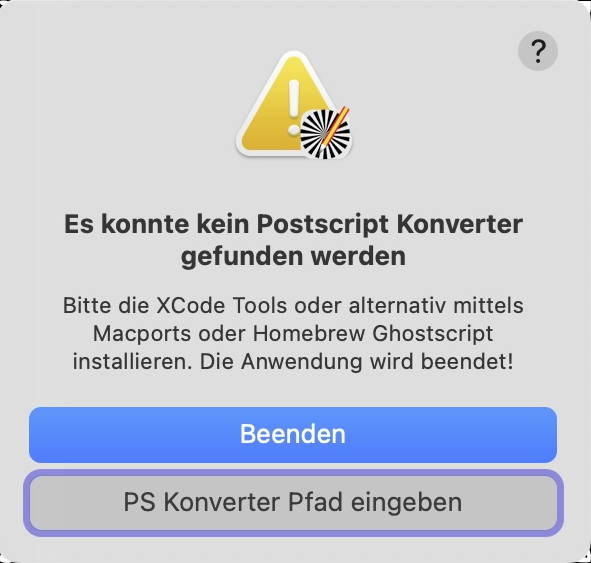 ?
Es konnte kein Postscript Konverter
gefunden werden
Bitte die XCode Tools oder alternativ mittels
Macports oder Homebrew Ghostscript
installieren. Die Anwendung wird beendet!
Beenden
PS Konverter Pfad eingeben